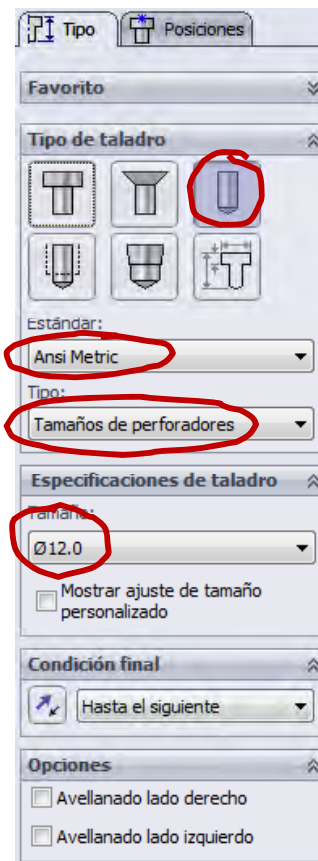 Tipo Posiciones
Favorito
Tipo de taladro
Estándar:
Ansi Metric
Tipo:
Tamaños de perforadores
Especificaciones de taladro
Tamaño:
Ø12.0
Mostrar ajuste de tamaño
personalizado
Condición final
Hasta el siguiente
Opciones
Avellanado lado derecho
Avellanado lado izquierdo